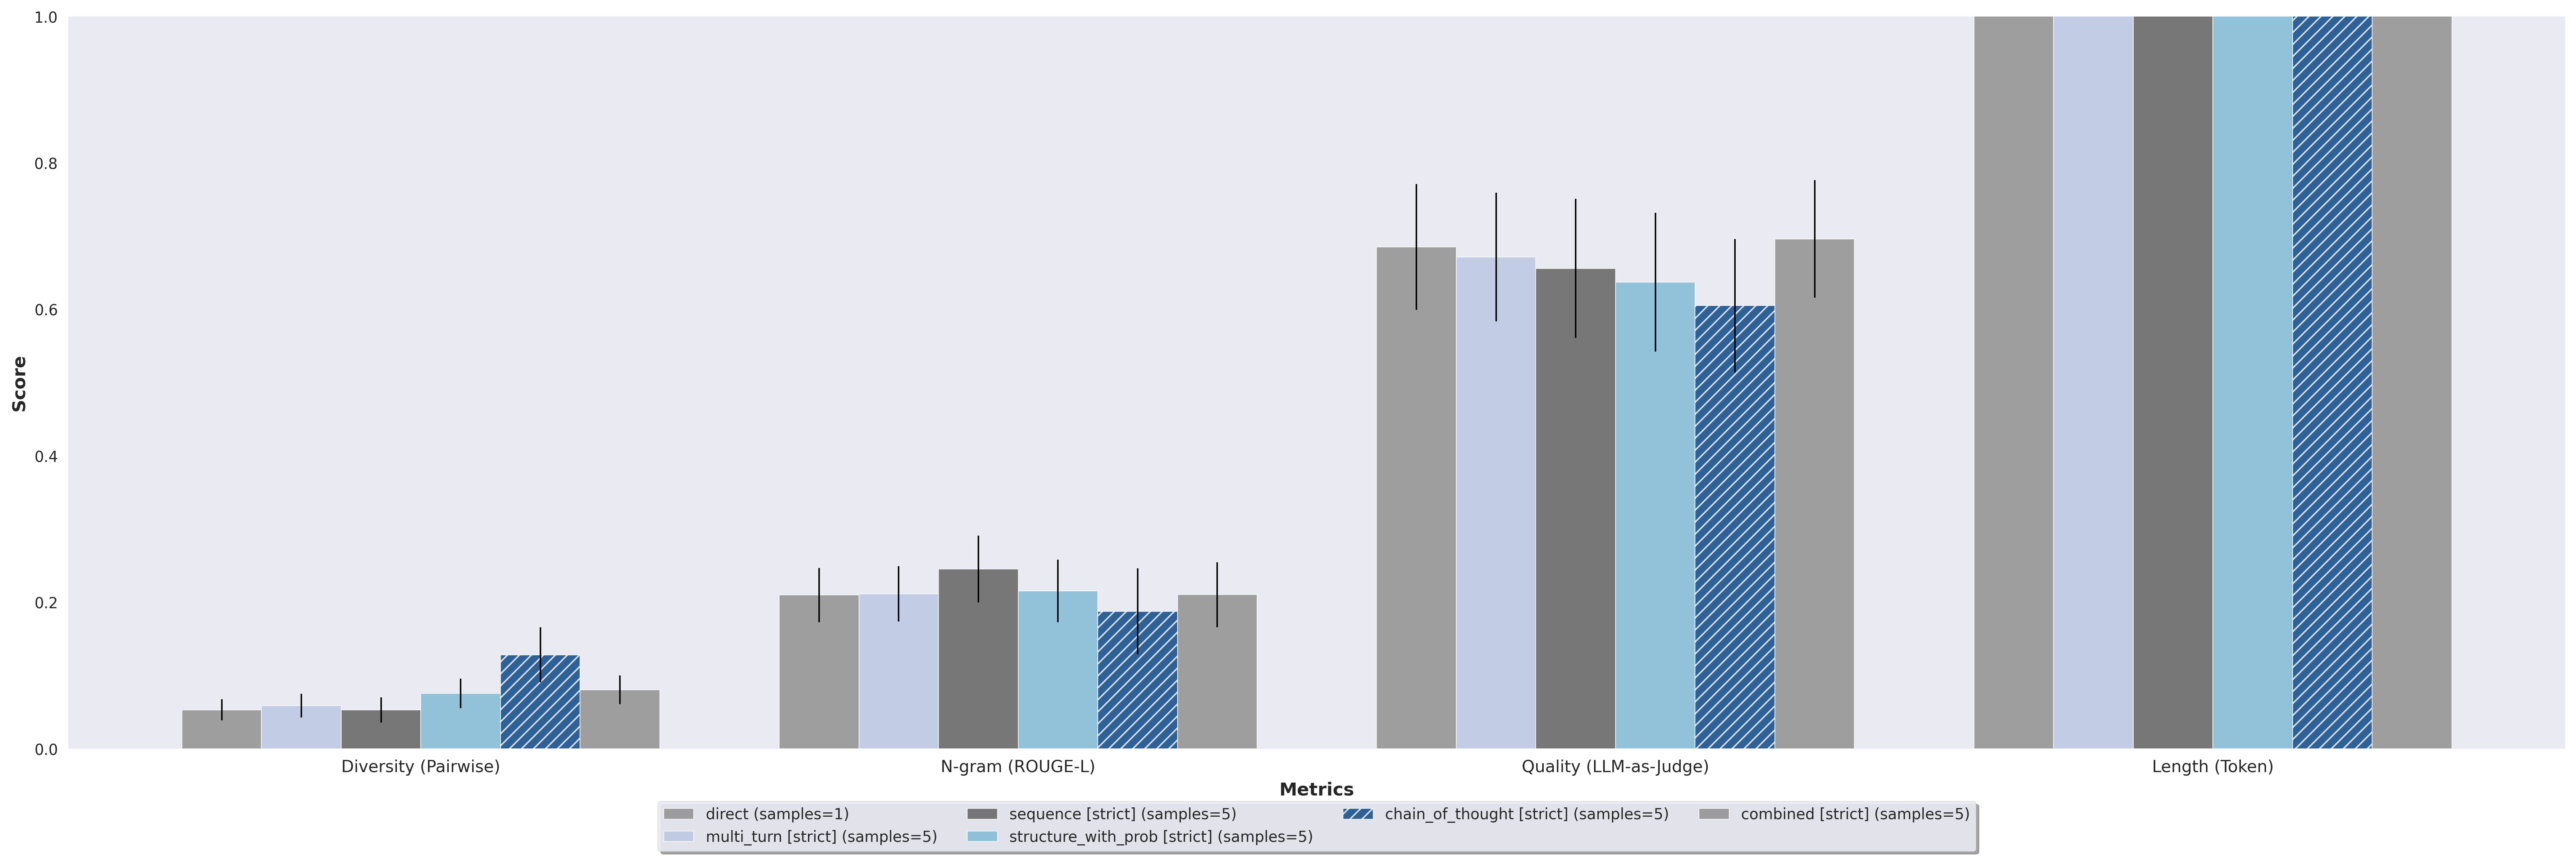 1.0
0.8
0.6
0.4
0.2
0.0
Score
Diversity (Pairwise)
N-gram (ROUGE-L)
Quality (LLM-as-Judge)
Length (Token)
Metrics
direct (samples=1)
multi_turn [strict] (samples=5)
sequence [strict] (samples=5)
structure_with_prob [strict] (samples=5)
chain_of_thought [strict] (samples=5)
combined [strict] (samples=5)